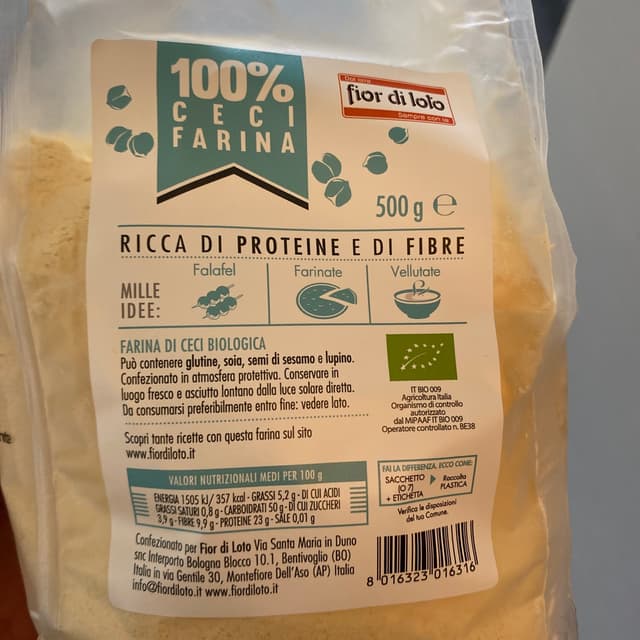 100%
CECI
FARINA
Dal 1972
fior di loto
Sempre con te
500 g e
RICCA DI PROTEINE E DI FIBRE
MILLE
IDEE:
Falafel
Farinate
Vellutate
FARINA DI CECI BIOLOGICA
Può contenere glutine, soia, semi di sesamo e lupino.
Confezionato in atmosfera protettiva. Conservare in
luogo fresco e asciutto lontano dalla luce solare diretta.
Da consumarsi preferibilmente entro fine: vedere lato.
Scopri tante ricette con questa farina sul sito
www.fiordiloto.it
IT BIO 009
Agricoltura Italia
Organismo di controllo
autorizzato
dal MIPAAF IT BIO 009
Operatore controllato n. BE38
VALORI NUTRIZIONALI MEDI PER 100 g
ENERGIA 1505 kJ/ 357 kcal - GRASSI 5,2 g - DI CUI ACIDI
GRASSI SATURI 0,8 g - CARBOIDRATI 50 g - DI CUI ZUCCHERI
3,9 g - FIBRE 9,9 g - PROTEINE 23 g - SALE 0,01 g
FAI LA DIFFERENZA, ECCO COME:
SACCHETTO
(O 7)
+ ETICHETTA
Raccolta
PLASTICA
Verifica le disposizioni
del tuo Comune.
Confezionato per Fior di Loto Via Santa Maria in Duno
snc Interporto Bologna Blocco 10.1, Bentivoglio (BO)
Italia in via Gentile 30, Montefiore Dell'Aso (AP) Italia
info@fiordiloto.it www.fiordiloto.it
8 016323 016316